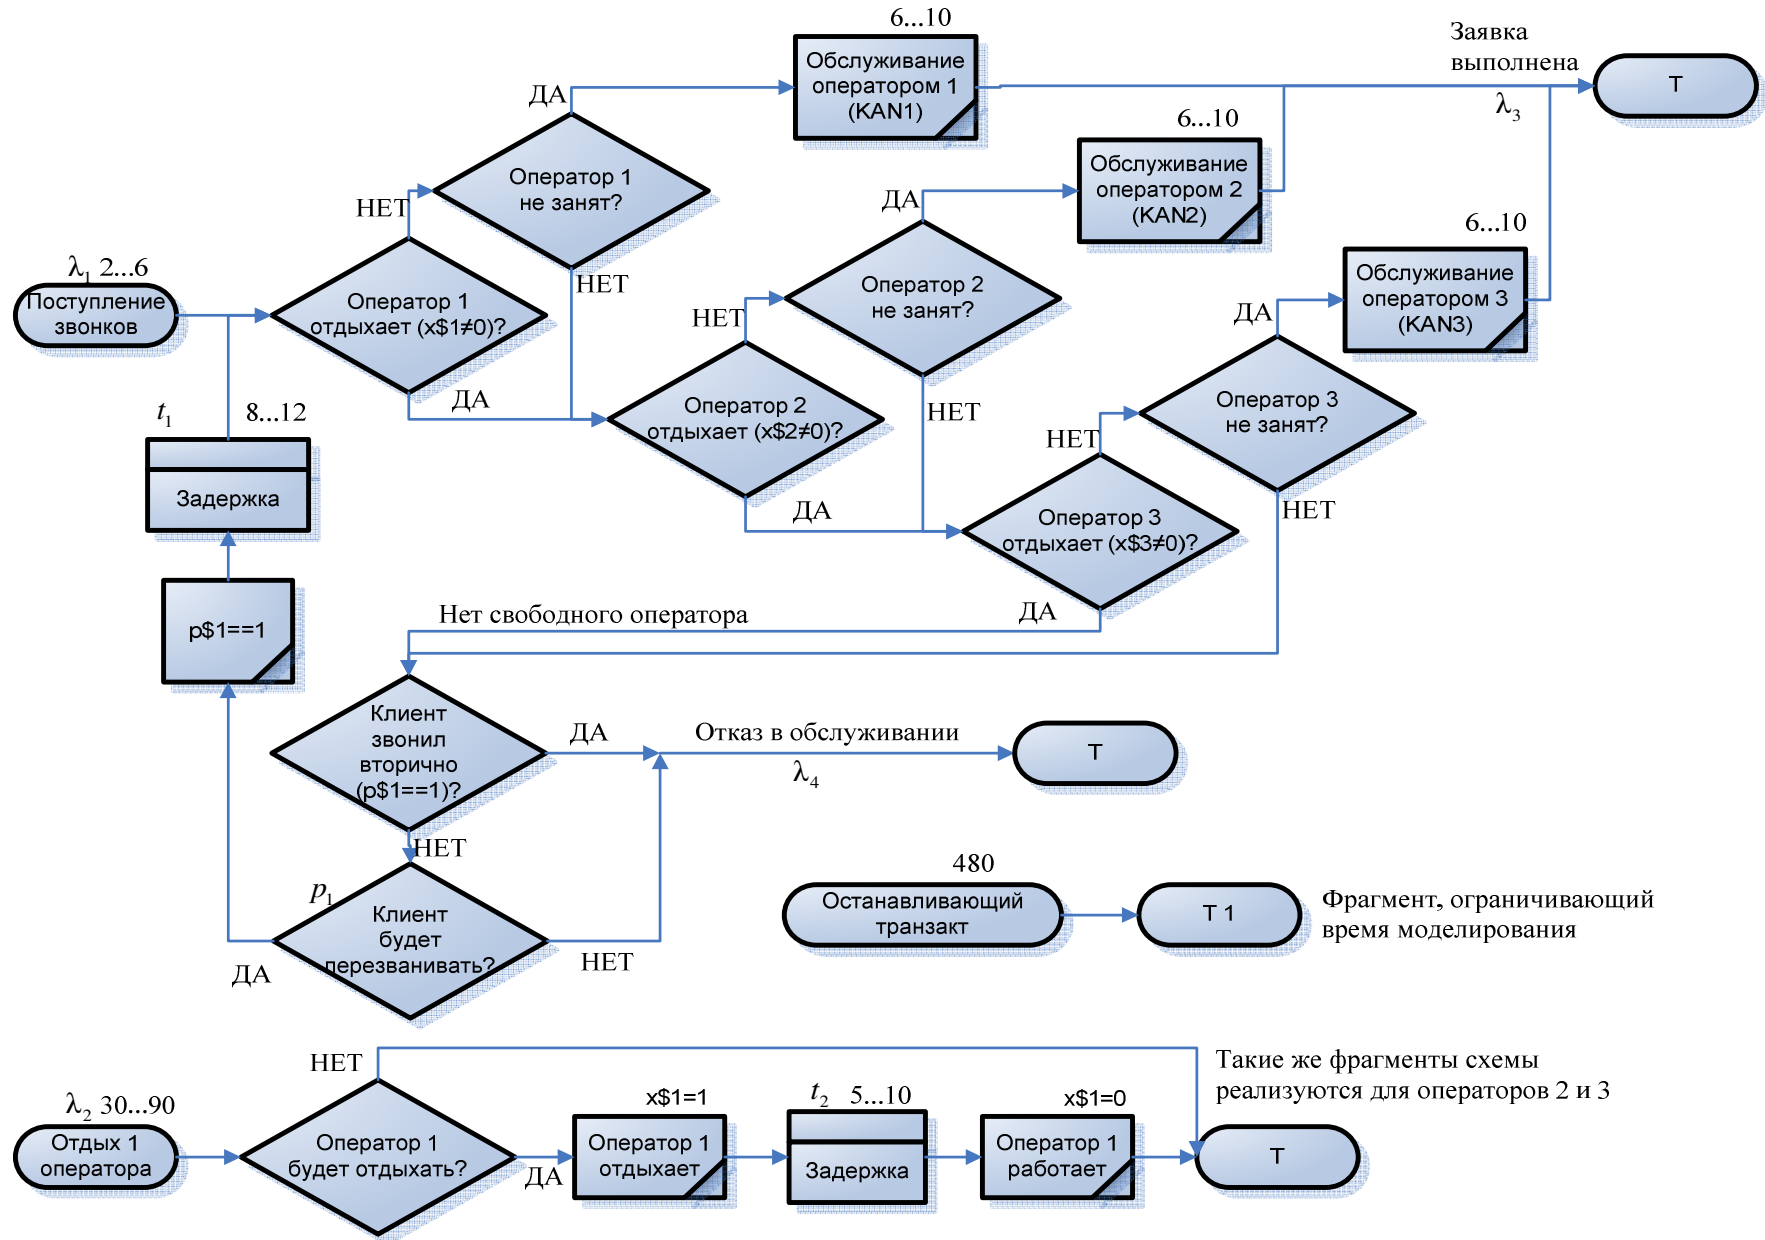 6...10
Заявка
выполнена
Обслуживание
оператором 1
(KAN1)
Т
ДА
λ3
6...10
Оператор 1
не занят?
Обслуживание
оператором 2
(KAN2)
ДА
НЕТ
6...10
λ1 2...6
НЕТ
Поступление
звонков
Оператор 1
отдыхает (x$1≠0)?
Оператор 2
не занят?
Обслуживание
оператором 3
(KAN3)
НЕТ
ДА
t1
8...12
ДА
Оператор 2
отдыхает (x$2≠0)?
НЕТ
Оператор 3
не занят?
НЕТ
Задержка
ДА
Оператор 3
отдыхает (x$3≠0)?
НЕТ
p$1==1
Нет свободного оператора
ДА
Клиент
звонил
вторично
(p$1==1)?
ДА
Отказ в обслуживании
λ4
Т
НЕТ
p1
Клиент
будет
перезванивать?
ДА
НЕТ
480
Останавливающий
транзакт
Т 1
Фрагмент, ограничивающий
время моделирования
НЕТ
Такие же фрагменты схемы
реализуются для операторов 2 и 3
λ2 30...90
Отдых 1
оператора
Оператор 1
будет отдыхать?
ДА
x$1=1
Оператор 1
отдыхает
t2 5...10
Задержка
x$1=0
Оператор 1
работает
Т